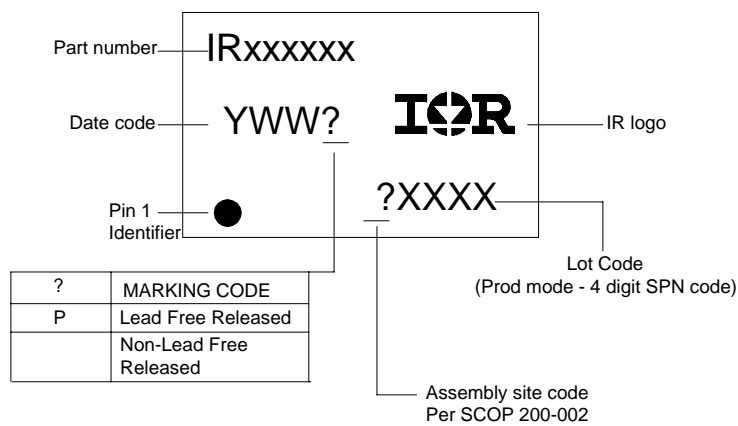 Part number
IRxxxxxx
Date code
YWW?
IOR
IR logo
Pin 1
Identifier
?XXXX
Lot Code
(Prod mode - 4 digit SPN code)
? MARKING CODE
P Lead Free Released
Non-Lead Free
Released
Assembly site code
Per SCOP 200-002